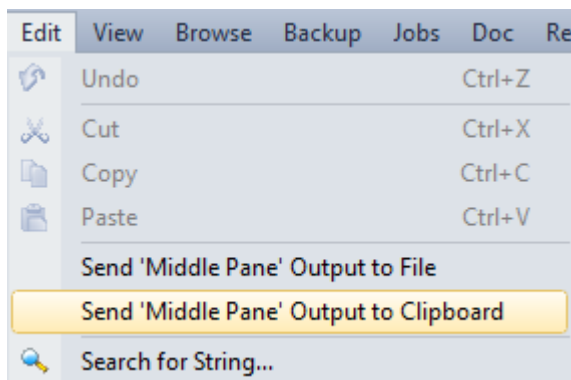 Edit View Browse Backup Jobs Doc Re
Undo Ctrl+Z
Cut Ctrl+X
Copy Ctrl+C
Paste Ctrl+V
Send 'Middle Pane' Output to File
Send 'Middle Pane' Output to Clipboard
Search for String...